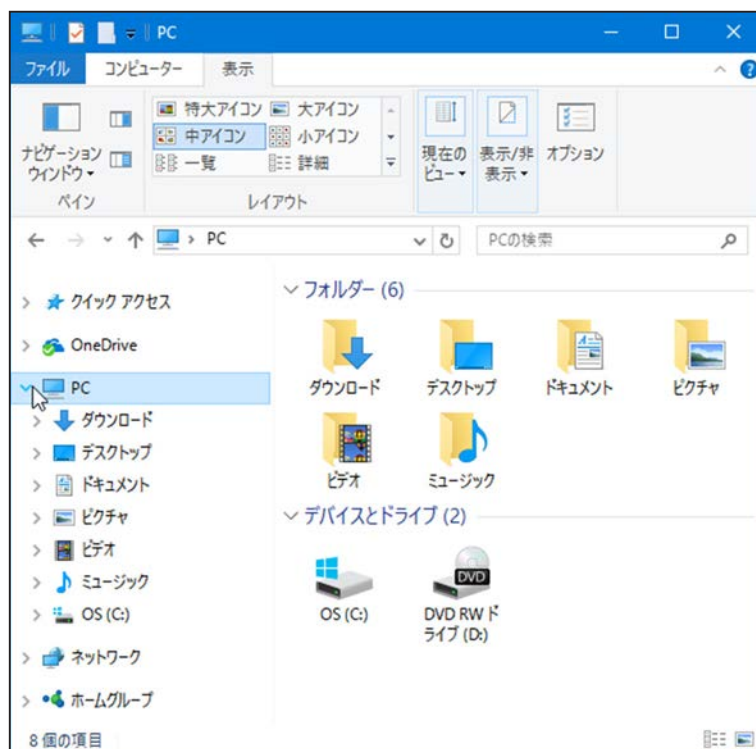 PC
ファイル コンピューター 表示
特大アイコン 大アイコン
中アイコン 小アイコン
一覧 詳細
ナビゲーション
ウィンドウ
現在の
ビュー
表示/非
表示
オプション
ペイン レイアウト
PC PCの検索
クイック アクセス
OneDrive
PC
ダウンロード
デスクトップ
ドキュメント
ピクチャ
ビデオ
ミュージック
OS (C:)
ネットワーク
ホームグループ
フォルダー (6)
ダウンロード デスクトップ ドキュメント ピクチャ
ビデオ ミュージック
デバイスとドライブ (2)
OS (C:)
DVD
DVD RW ド
ライブ (D:)
8 個の項目